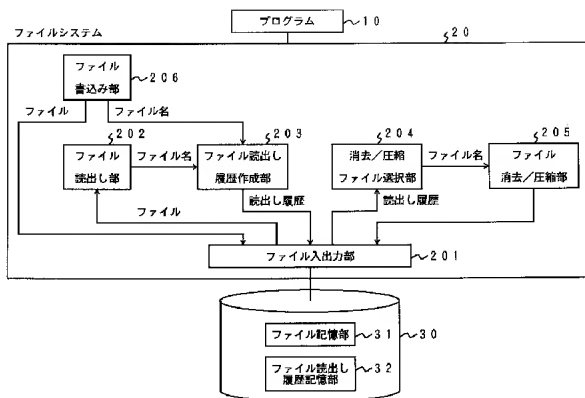 プログラム
10
ファイルシステム
20
ファイル
書込み部
206
ファイル
ファイル名
202
203
204
205
ファイル
読出し部
ファイル名
ファイル読出し
履歴作成部
消去/圧縮
ファイル選択部
ファイル名
ファイル
消去/圧縮部
ファイル
読出し履歴
読出し履歴
ファイル入出力部
201
ファイル記憶部
31
30
ファイル読出し
履歴記憶部
32